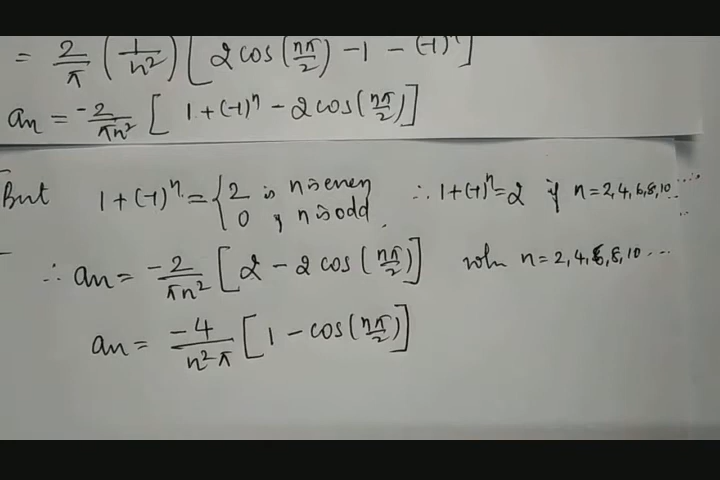 = 2/π (1/n²) [2 cos(nπ/2) - 1 - (-1)ⁿ]
an = -2/πn² [1 + (-1)ⁿ - 2 cos(nπ/2)]
But 1 + (-1)ⁿ = { 2 is n is even ∴ 1 + (-1)ⁿ = 2 if n = 2, 4, 6, 8, 10 ....
0 if n is odd.
∴ an = -2/πn² [2 - 2 cos(nπ/2)] when n = 2, 4, 6, 8, 10 ...
an = -4/n²π [1 - cos(nπ/2)]